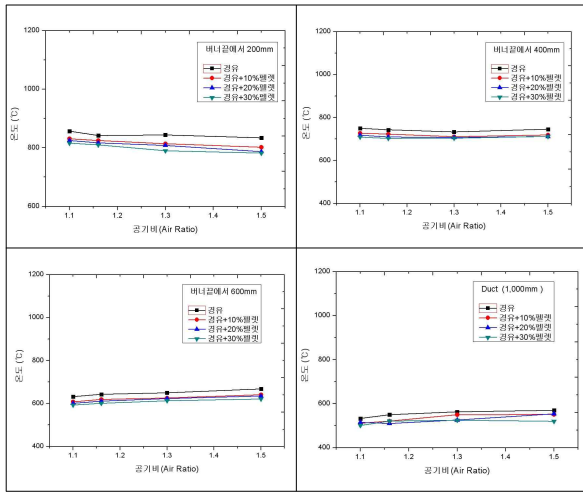 1200
1000
800
600
온도 (℃)
버너끝에서 200mm
경유
경유+10%펠렛
경유+20%펠렛
경유+30%펠렛
1.1
1.2
1.3
1.4
1.5
공기비(Air Ratio)
1200
1000
800
600
400
온도 (℃)
버너끝에서 400mm
경유
경유+10%펠렛
경유+20%펠렛
경유+30%펠렛
1.1
1.2
1.3
1.4
1.5
공기비(Air Ratio)
1200
1000
800
600
400
온도 (℃)
버너끝에서 600mm
경유
경유+10%펠렛
경유+20%펠렛
경유+30%펠렛
1.1
1.2
1.3
1.4
1.5
공기비(Air Ratio)
1200
1000
800
600
400
온도 (℃)
Duct (1,000mm )
경유
경유+10%펠렛
경유+20%펠렛
경유+30%펠렛
1.1
1.2
1.3
1.4
1.5
공기비(Air Ratio)